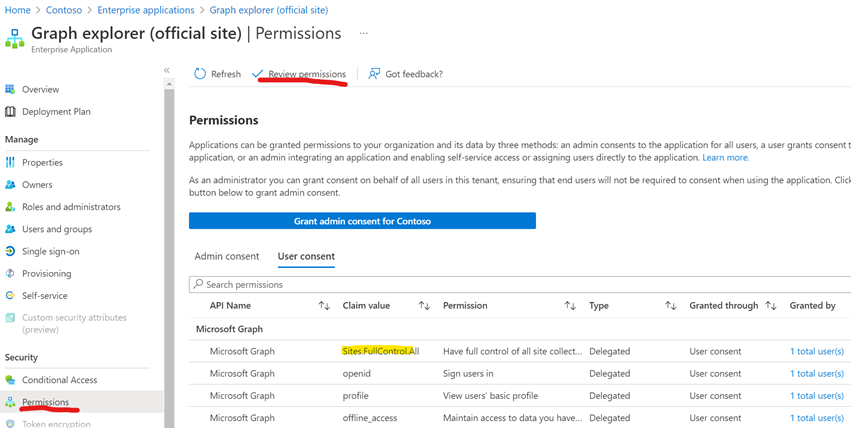 Home > Contoso > Enterprise applications > Graph explorer (official site)
Graph explorer (official site) | Permissions ...
Enterprise Application
«
Overview
Deployment Plan
Manage
Properties
Owners
Roles and administrators
Users and groups
Single sign-on
Provisioning
Self-service
Custom security attributes
(preview)
Security
Conditional Access
Permissions
Token encryption
Refresh Review permissions Got feedback?
Permissions
Applications can be granted permissions to your organization and its data by three methods: an admin consents to the application for all users, a user grants consent t
application, or an admin integrating an application and enabling self-service access or assigning users directly to the application. Learn more.
As an administrator you can grant consent on behalf of all users in this tenant, ensuring that end users will not be required to consent when using the application. Clic
button below to grant admin consent.
Grant admin consent for Contoso
Admin consent User consent
Search permissions
API Name Claim value Permission Type Granted through Granted by
Microsoft Graph
Microsoft Graph Sites.FullControl.All Have full control of all site collect... Delegated User consent 1 total user(s)
Microsoft Graph openid Sign users in Delegated User consent 1 total user(s)
Microsoft Graph profile View users' basic profile Delegated User consent 1 total user(s)
Microsoft Graph offline_access Maintain access to data you have... Delegated User consent 1 total user(s)